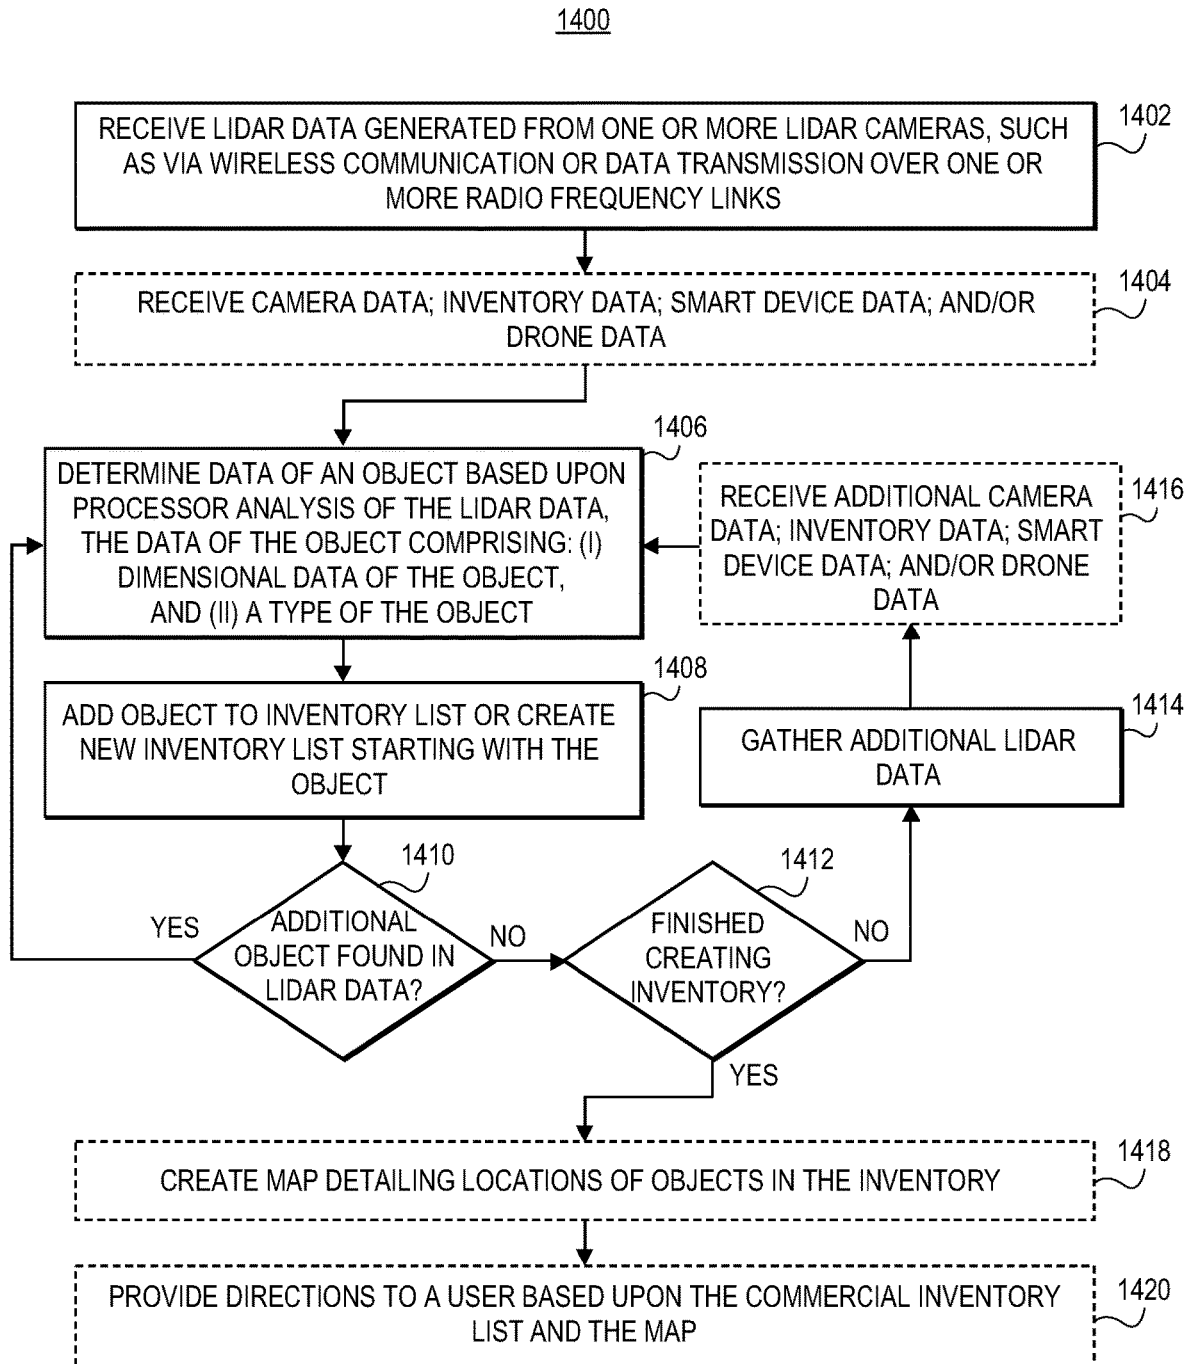 1400
RECEIVE LIDAR DATA GENERATED FROM ONE OR MORE LIDAR CAMERAS, SUCH
AS VIA WIRELESS COMMUNICATION OR DATA TRANSMISSION OVER ONE OR
MORE RADIO FREQUENCY LINKS
1402
RECEIVE CAMERA DATA; INVENTORY DATA; SMART DEVICE DATA; AND/OR
DRONE DATA
1404
DETERMINE DATA OF AN OBJECT BASED UPON
PROCESSOR ANALYSIS OF THE LIDAR DATA,
THE DATA OF THE OBJECT COMPRISING: (I)
DIMENSIONAL DATA OF THE OBJECT,
AND (II) A TYPE OF THE OBJECT
1406
RECEIVE ADDITIONAL CAMERA
DATA; INVENTORY DATA; SMART
DEVICE DATA; AND/OR DRONE
DATA
1416
ADD OBJECT TO INVENTORY LIST OR CREATE
NEW INVENTORY LIST STARTING WITH THE
OBJECT
1408
GATHER ADDITIONAL LIDAR
DATA
1414
YES
ADDITIONAL
OBJECT FOUND IN
LIDAR DATA?
1410
NO
FINISHED
CREATING
INVENTORY?
1412
NO
YES
CREATE MAP DETAILING LOCATIONS OF OBJECTS IN THE INVENTORY
1418
PROVIDE DIRECTIONS TO A USER BASED UPON THE COMMERCIAL INVENTORY
LIST AND THE MAP
1420